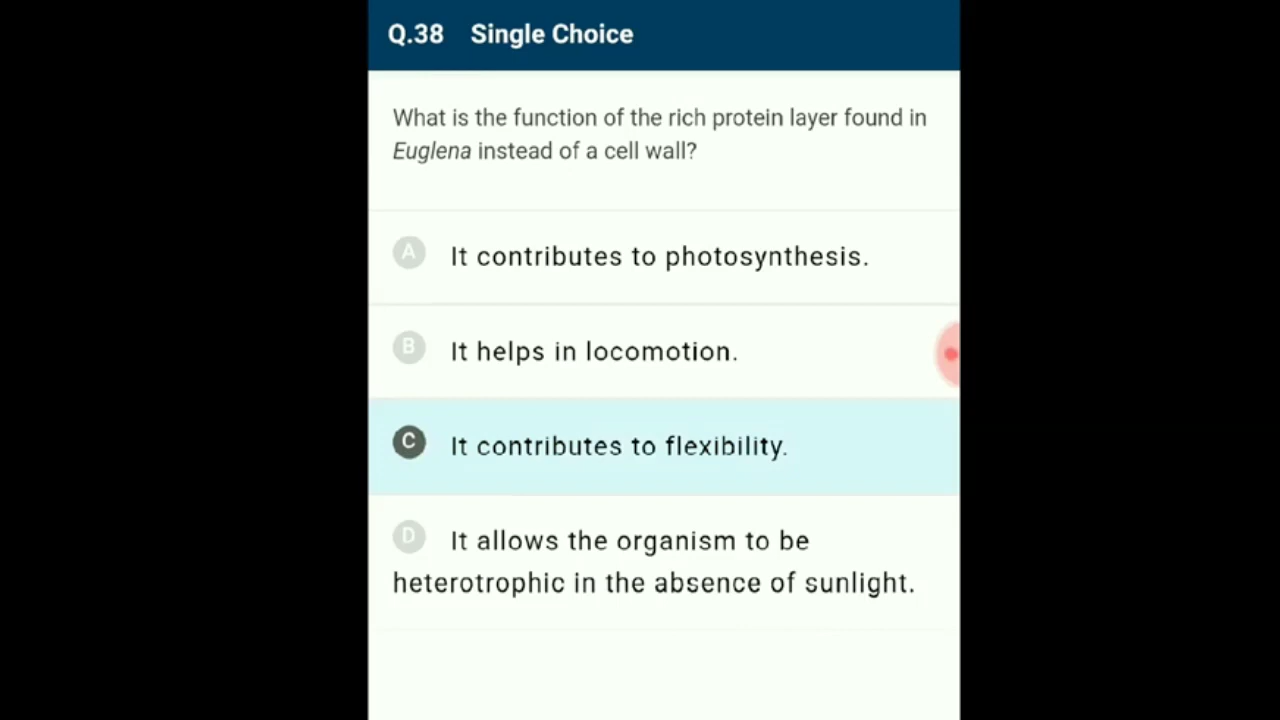 Q.38 Single Choice
What is the function of the rich protein layer found in
Euglena instead of a cell wall?
A It contributes to photosynthesis.
B It helps in locomotion.
C It contributes to flexibility.
D It allows the organism to be
heterotrophic in the absence of sunlight.